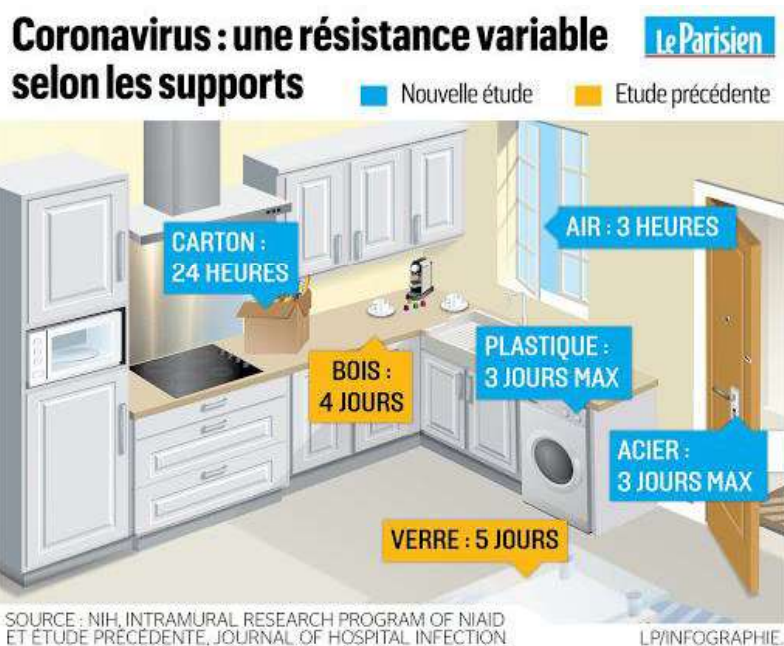 Coronavirus : une résistance variable
selon les supports
Le Parisien
Nouvelle étude
Etude précédente
CARTON :
24 HEURES
AIR : 3 HEURES
BOIS :
4 JOURS
PLASTIQUE :
3 JOURS MAX
ACIER :
3 JOURS MAX
VERRE : 5 JOURS
SOURCE : NIH, INTRAMURAL RESEARCH PROGRAM OF NIAID
ET ÉTUDE PRÉCÉDENTE, JOURNAL OF HOSPITAL INFECTION
LP/INFOGRAPHIE.